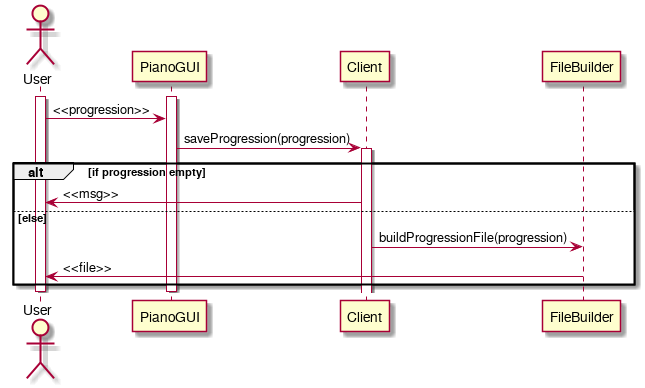 User
PianoGUI
Client
FileBuilder
<<progression>>
saveProgression(progression)
alt
[if progression empty]
<<msg>>
[else]
buildProgressionFile(progression)
<<file>>
User
PianoGUI
Client
FileBuilder